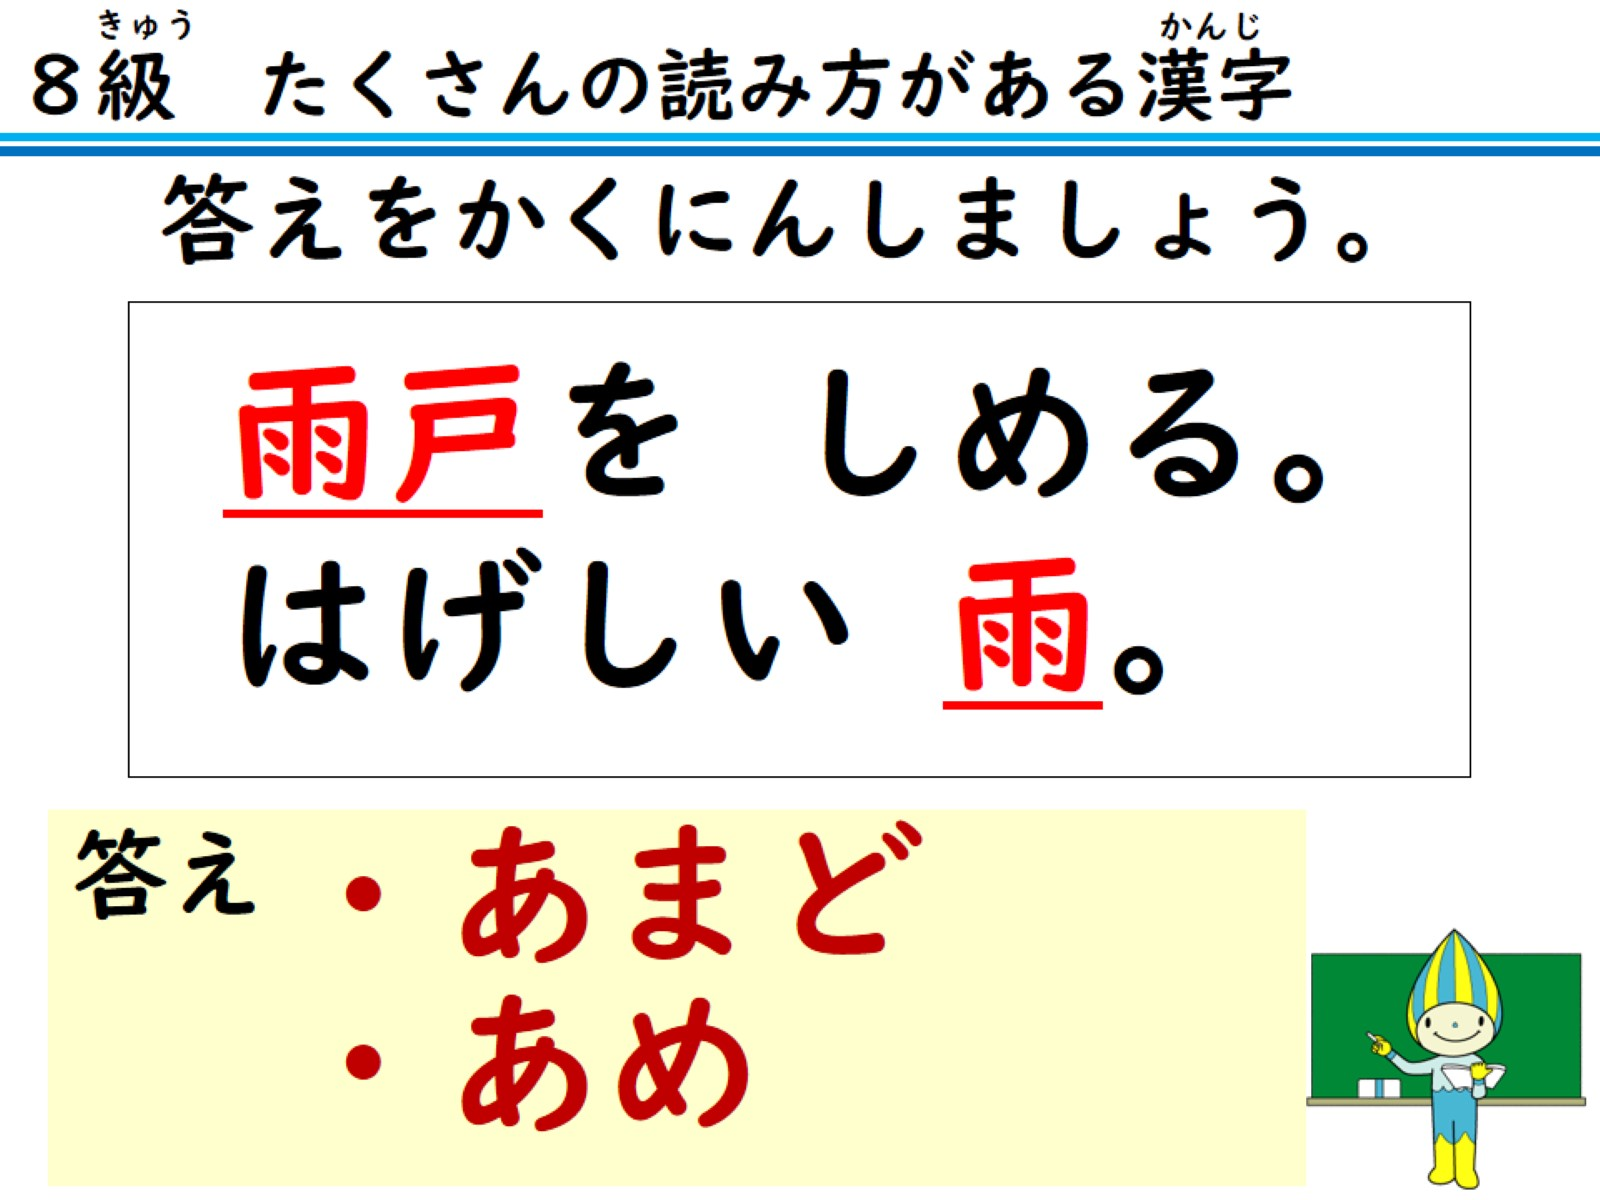 きゅう かんじ
８級 たくさんの読み方がある漢字
答えをかくにんしましょう。
雨戸を しめる。
はげしい 雨。
答え ・あまど
・あめ